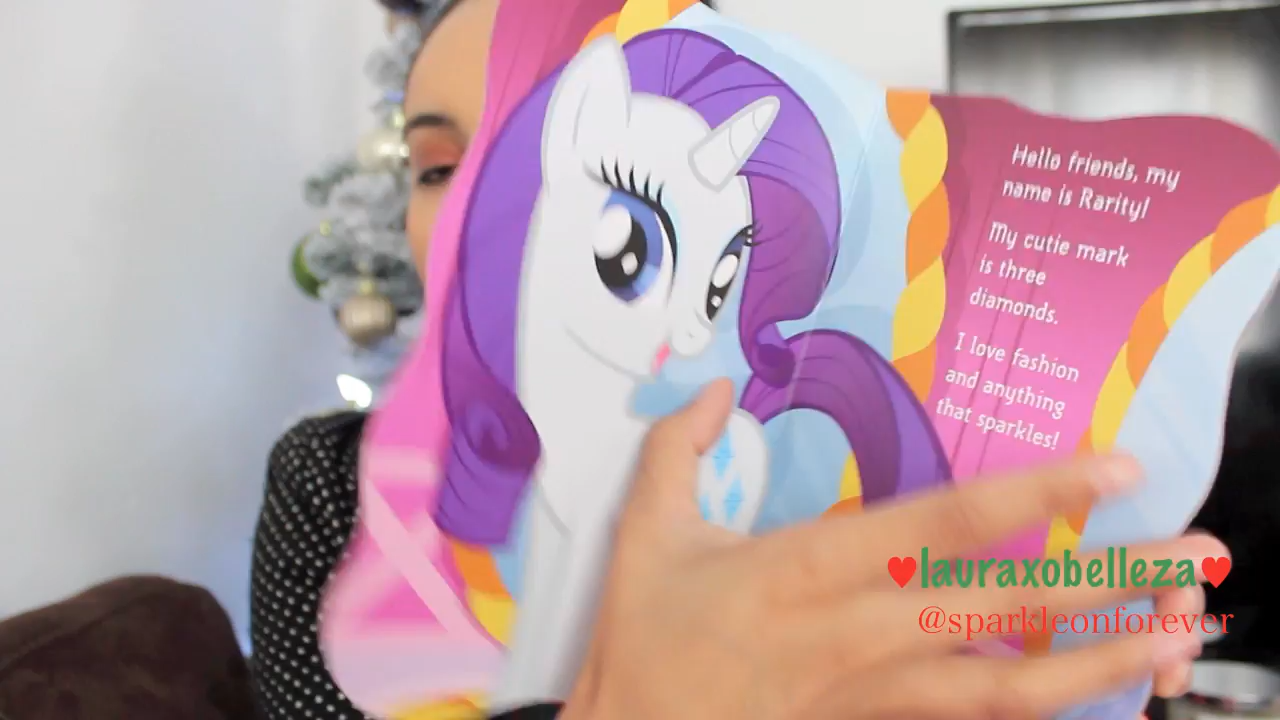 Hello friends, my
name is Rarity!
My cutie mark
is three
diamonds.
I love fashion
and anything
that sparkles!
♥lauraxobelleza♥
@sparkleonforever